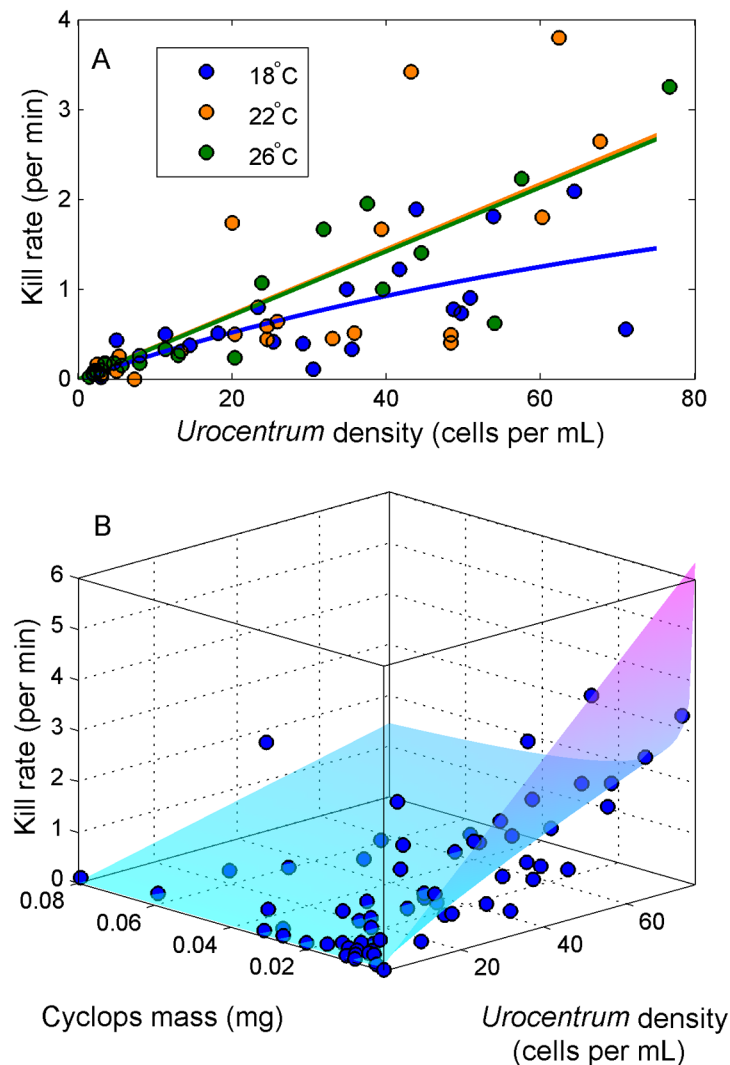 A
4
3
2
1
0
Kill rate (per min)
18°C
22°C
26°C
0 20 40 60 80
Urocentrum density (cells per mL)
B
6
5
4
3
2
1
0
Kill rate (per min)
0.08
0.06
0.04
0.02
20
40
60
Cyclops mass (mg)
Urocentrum density
(cells per mL)